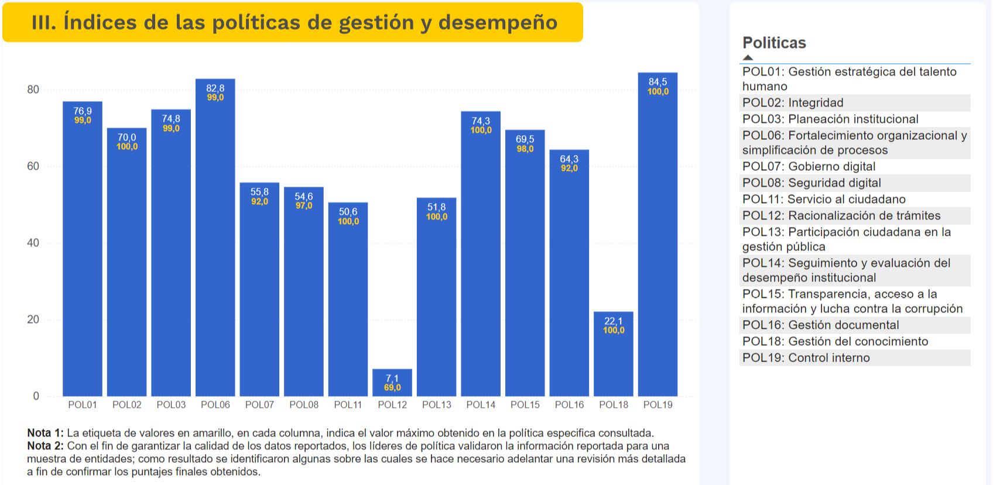 III. Índices de las políticas de gestión y desempeño
80
60
40
20
0
76,9
99,0
70,0
100,0
74,8
99,0
82,8
99,0
55,8
92,0
54,6
97,0
50,6
100,0
7,1
69,0
51,8
100,0
74,3
100,0
69,5
98,0
64,3
92,0
22,1
100,0
84,5
100,0
POL01 POL02 POL03 POL06 POL07 POL08 POL11 POL12 POL13 POL14 POL15 POL16 POL18 POL19
Nota 1: La etiqueta de valores en amarillo, en cada columna, indica el valor máximo obtenido en la política especifica consultada.
Nota 2: Con el fin de garantizar la calidad de los datos reportados, los líderes de política validaron la información reportada para una
muestra de entidades; como resultado se identificaron algunas sobre las cuales se hace necesario adelantar una revisión más detallada
a fin de confirmar los puntajes finales obtenidos.
Politicas
POL01: Gestión estratégica del talento
humano
POL02: Integridad
POL03: Planeación institucional
POL06: Fortalecimiento organizacional y
simplificación de procesos
POL07: Gobierno digital
POL08: Seguridad digital
POL11: Servicio al ciudadano
POL12: Racionalización de trámites
POL13: Participación ciudadana en la
gestión pública
POL14: Seguimiento y evaluación del
desempeño institucional
POL15: Transparencia, acceso a la
información y lucha contra la corrupción
POL16: Gestión documental
POL18: Gestión del conocimiento
POL19: Control interno